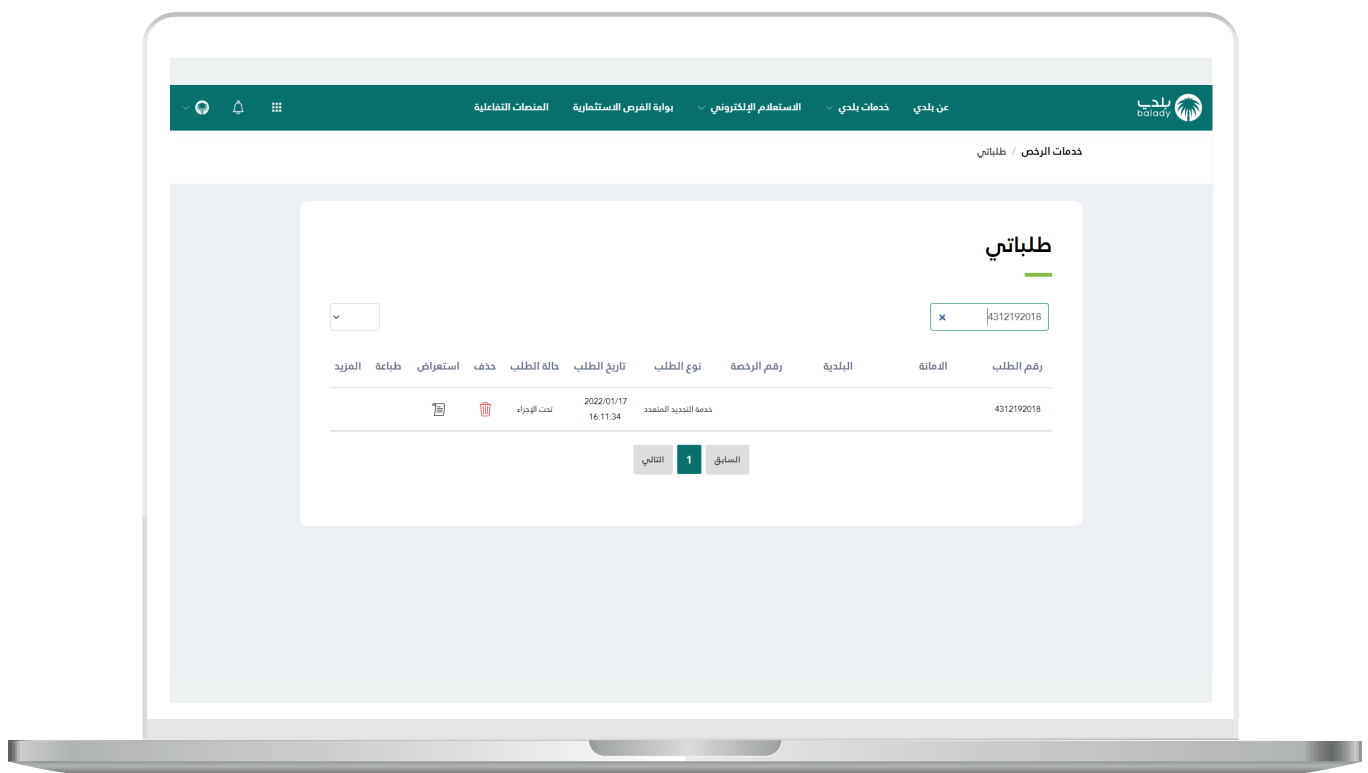 بلدي
balady
عن بلدي خدمات بلدي الاستعلام الإلكتروني بوابة الفرص الاستثمارية المنصات التفاعلية
خدمات الرخص / طلباتي
طلباتي
4312192018 ×
رقم الطلب الامانة البلدية رقم الرخصة نوع الطلب تاريخ الطلب حالة الطلب حذف استعراض طباعة المزيد
4312192018 خدمة التجديد المتعدد 2022/01/17 تحت الإجراء
16:11:34
السابق 1 التالي